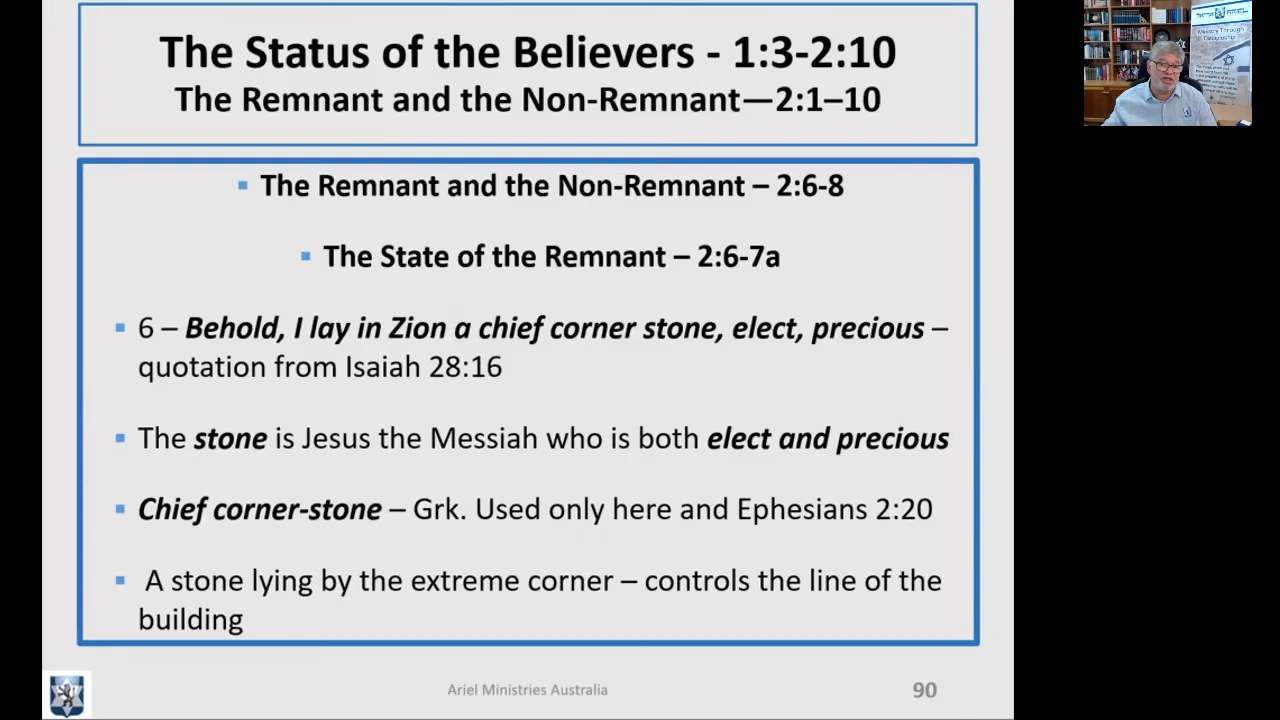 The Status of the Believers - 1:3-2:10
The Remnant and the Non-Remnant—2:1–10
▪ The Remnant and the Non-Remnant – 2:6-8
▪ The State of the Remnant – 2:6-7a
▪ 6 – Behold, I lay in Zion a chief corner stone, elect, precious –
quotation from Isaiah 28:16
▪ The stone is Jesus the Messiah who is both elect and precious
▪ Chief corner-stone – Grk. Used only here and Ephesians 2:20
▪ A stone lying by the extreme corner – controls the line of the
building
Ariel Ministries Australia
90
Ministry Through
Discipleship